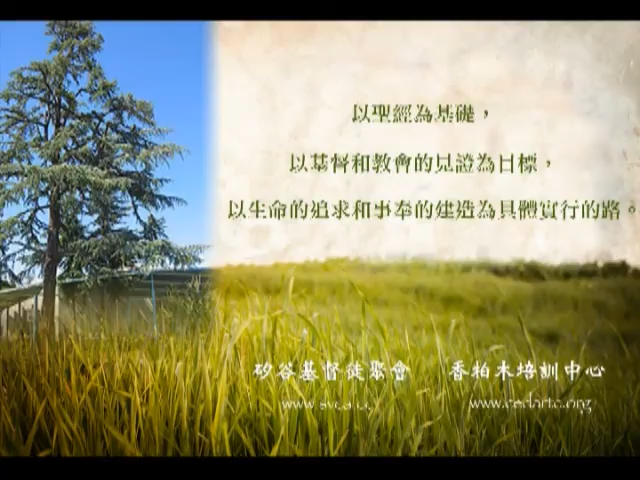 以聖經為基礎，
以基督和教會的見證為目標，
以生命的追求和事奉的建造為具體實行的路。
矽谷基督徒聚會 香柏木培訓中心
www.cedartc.org